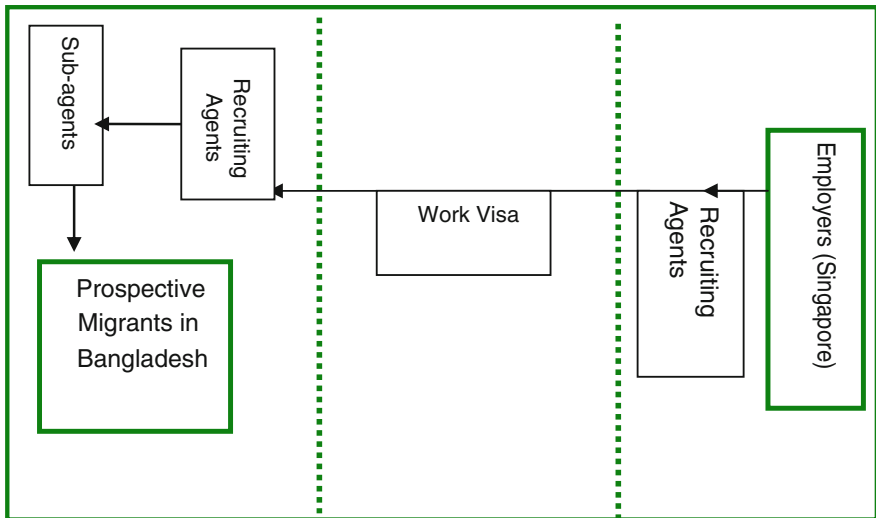 Sub-agents
Recruiting
Agents
Prospective
Migrants in
Bangladesh
Work Visa
Recruiting
Agents
Employers (Singapore)